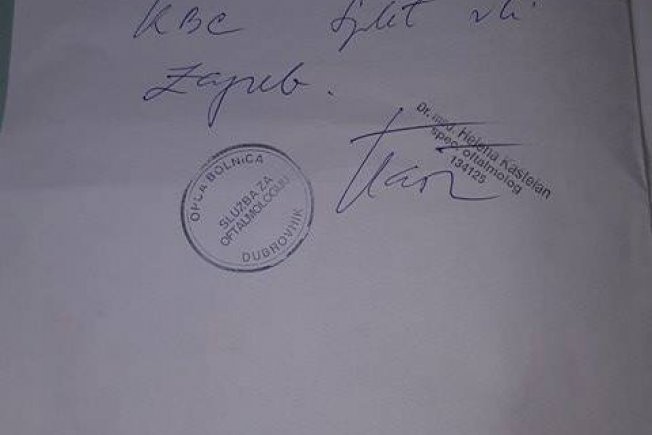 KBC Split ili
Zagreb.
OPĆA BOLNICA
SLUŽBA ZA
OFTALMOLOGIJU
DUBROVNIK
Dr. med. Helena Kaštelan
spec. oftalmolog
134125